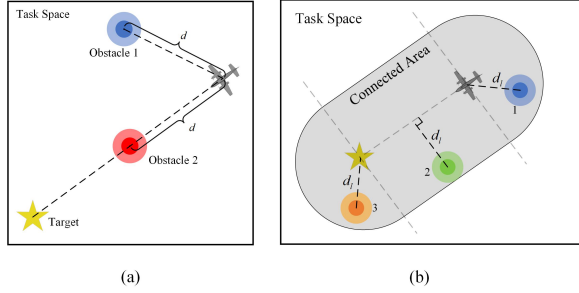 Task Space
Obstacle 1
d
d
Obstacle 2
Target
(a)
Task Space
Connected Area
d₁
1
d₁
2
d₁
3
(b)